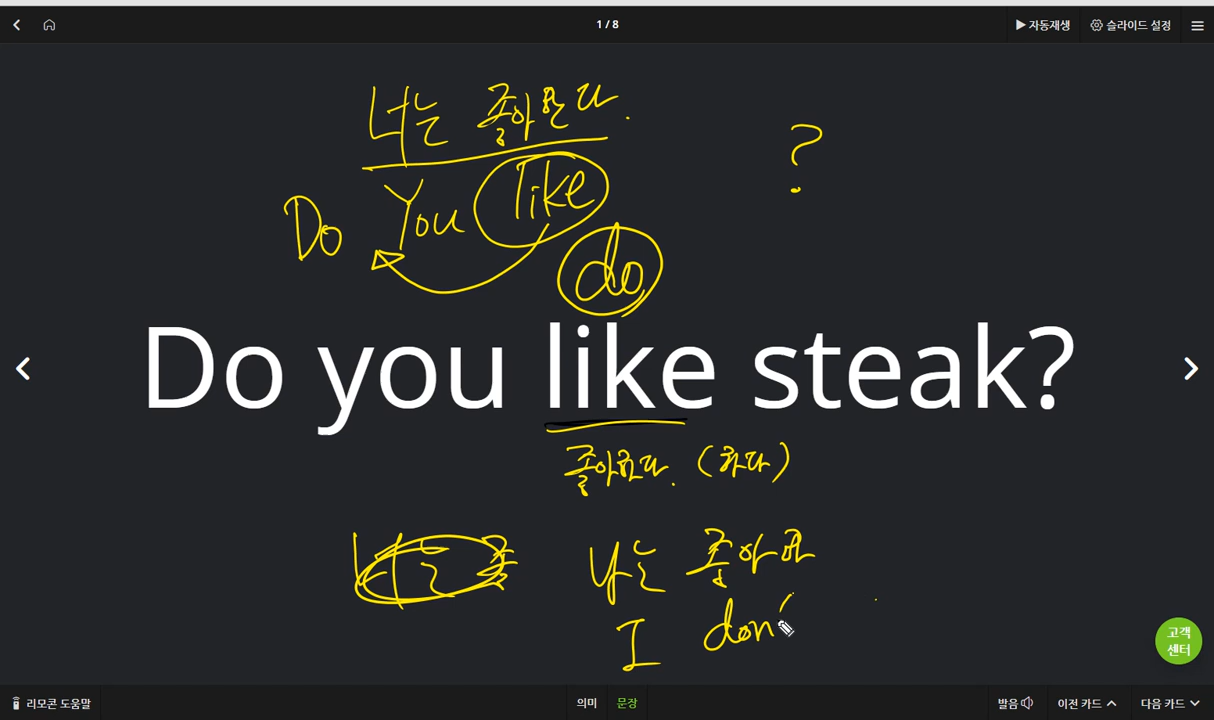 1 / 8
자동재생
슬라이드 설정
너는 좋아한다.
?
Do You like
do
Do you like steak?
좋아한다. (하다)
나는 좋아
I don'
고객
센터
리모콘 도움말
의미
문장
발음
이전 카드
다음 카드